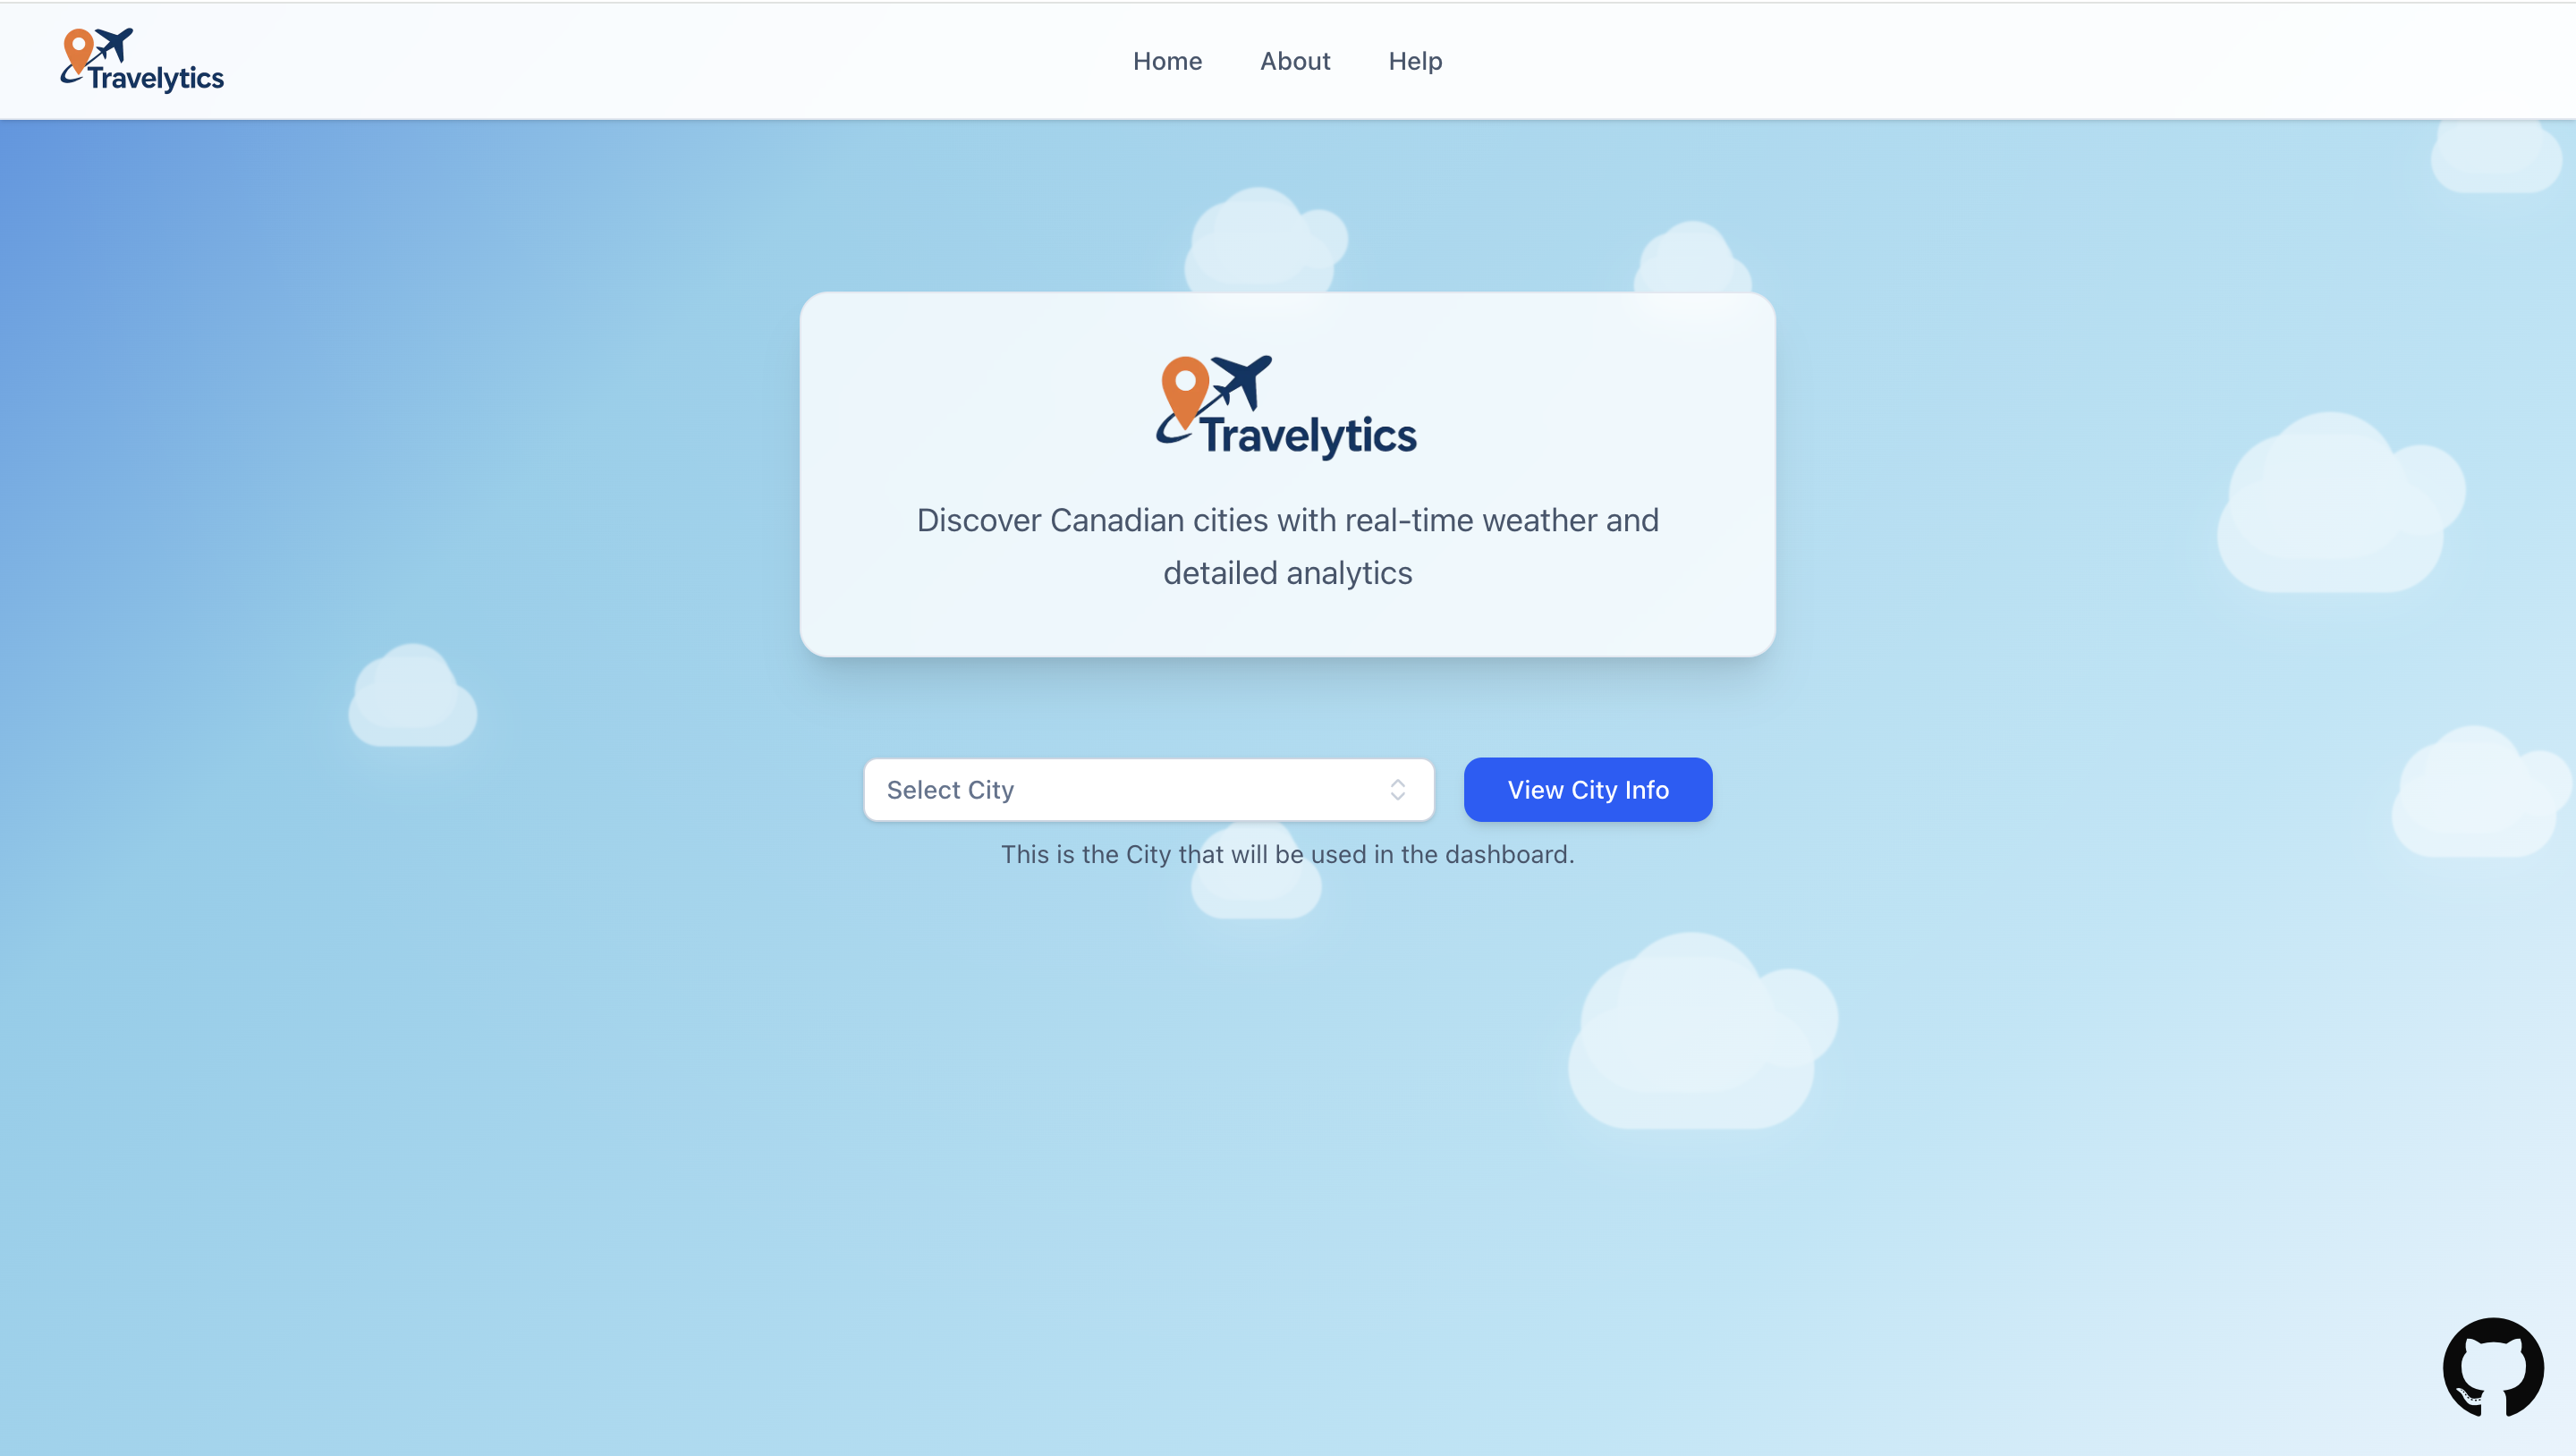 Travelytics
Home About Help
Travelytics
Discover Canadian cities with real-time weather and
detailed analytics
Select City
View City Info
This is the City that will be used in the dashboard.